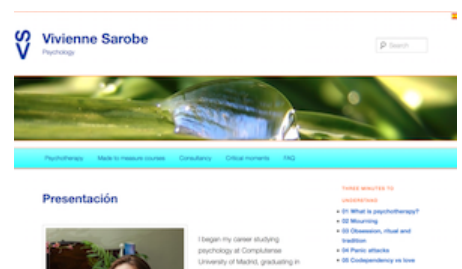 VS
Vivienne Sarobe
Psychology
Search
Psychotherapy Made to measure courses Consultancy Critical moments FAQ
Presentación
I began my career studying
psychology at Complutense
University of Madrid, graduating in
THREE MINUTES TO
UNDERSTAND
01 What is psychotherapy?
02 Mourning
03 Obsession, ritual and
tradition
04 Panic attacks
05 Codependency vs love